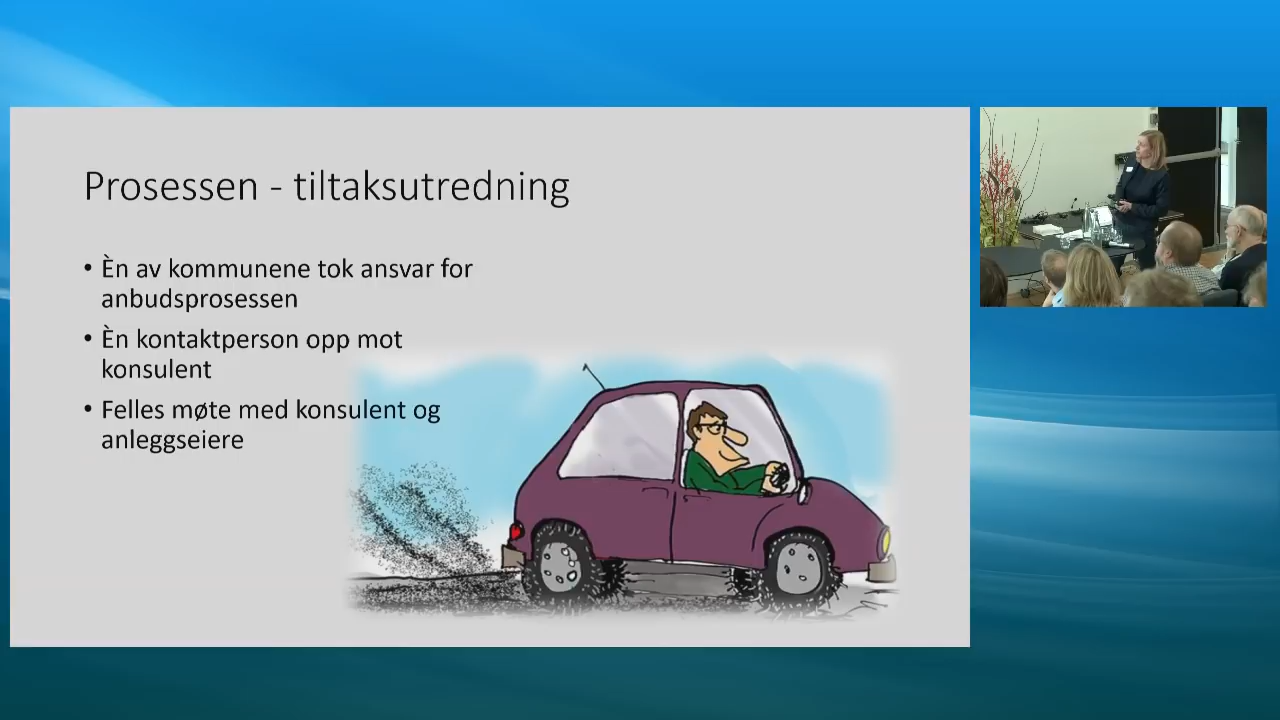 Prosessen - tiltaksutredning
• Èn av kommunene tok ansvar for
anbudsprosessen
• Èn kontaktperson opp mot
konsulent
• Felles møte med konsulent og
anleggseiere